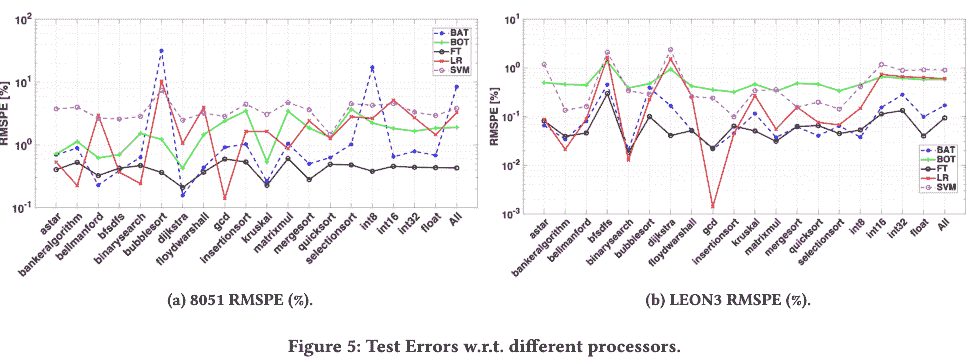 10^2
10^1
10^0
10^-1
RMSPE [%]
BAT
BOT
FT
LR
SVM
astar
bankeralgorithm
bellmanford
bfsdfs
binarysearch
bubblesort
dijkstra
floydwarshall
gcd
insertionsort
kruskal
matrixmul
mergesort
quicksort
selectionsort
int8
int16
int32
float
All
(a) 8051 RMSPE (%).
10^1
10^0
10^-1
10^-2
10^-3
RMSPE [%]
BAT
BOT
FT
LR
SVM
astar
bankeralgorithm
bellmanford
bfsdfs
binarysearch
bubblesort
dijkstra
floydwarshall
gcd
insertionsort
kruskal
matrixmul
mergesort
quicksort
selectionsort
int8
int16
int32
float
All
(b) LEON3 RMSPE (%).
Figure 5: Test Errors w.r.t. different processors.